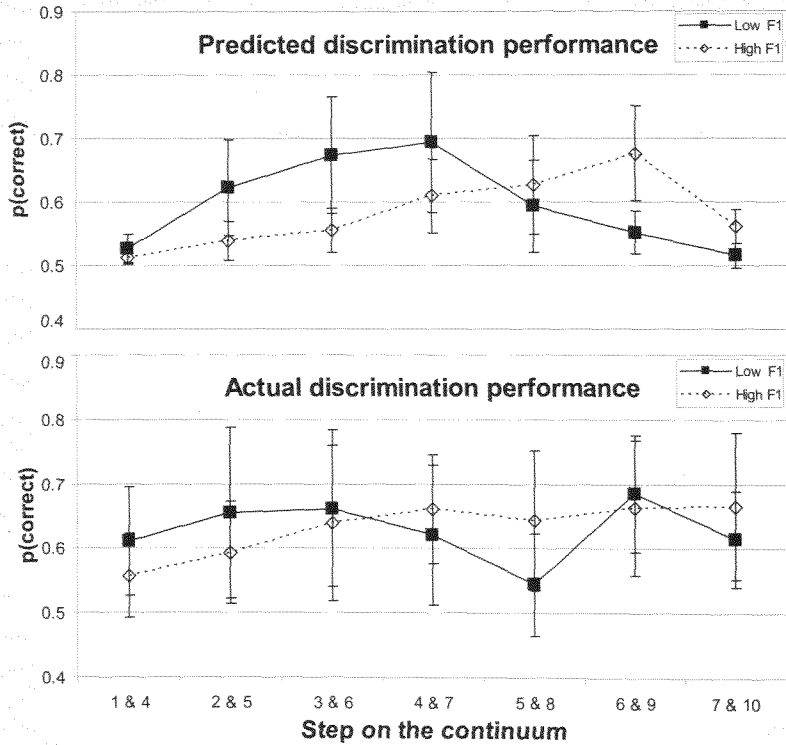 Predicted discrimination performance
Low F1
High F1
p(correct)
0.9
0.8
0.7
0.6
0.5
0.4
Actual discrimination performance
Low F1
High F1
p(correct)
0.9
0.8
0.7
0.6
0.5
0.4
1 & 4 2 & 5 3 & 6 4 & 7 5 & 8 6 & 9 7 & 10
Step on the continuum